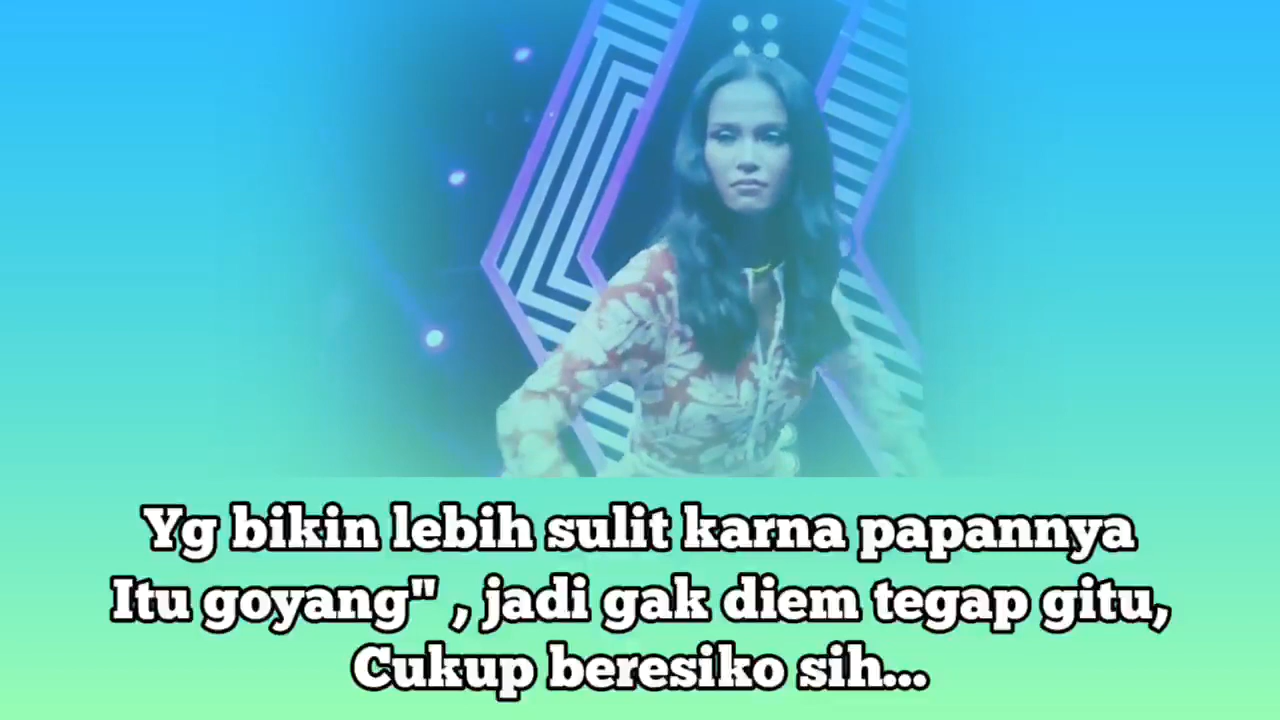 Yg bikin lebih sulit karna papannya
Itu goyang" , jadi gak diem tegap gitu,
Cukup beresiko sih...